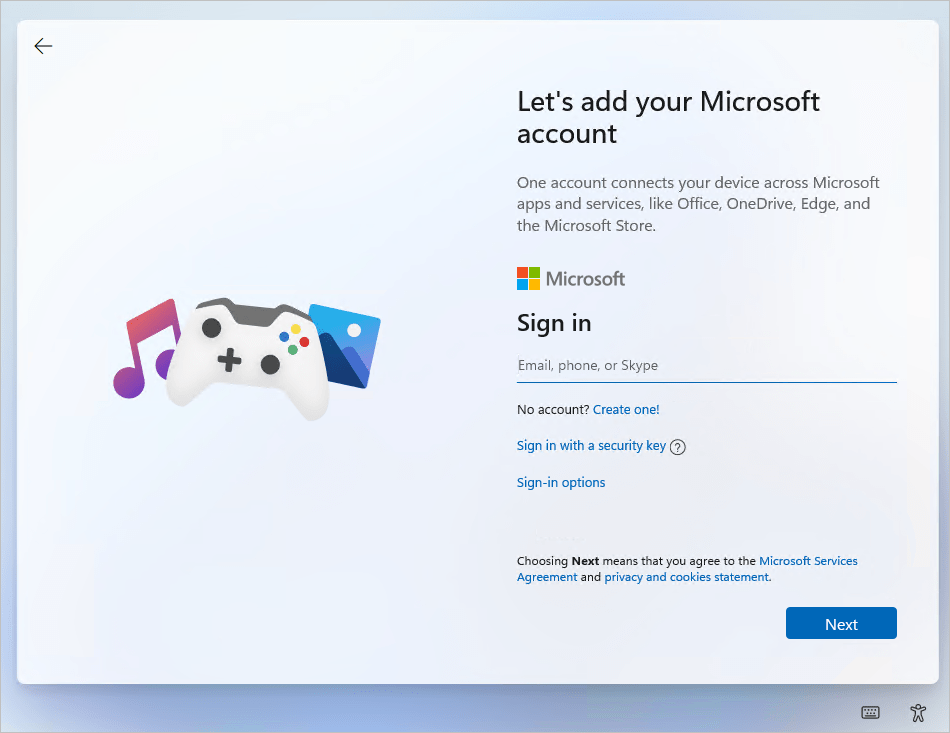 Let's add your Microsoft
account
One account connects your device across Microsoft
apps and services, like Office, OneDrive, Edge, and
the Microsoft Store.
Microsoft
Sign in
Email, phone, or Skype
No account? Create one!
Sign in with a security key ?
Sign-in options
Choosing Next means that you agree to the Microsoft Services
Agreement and privacy and cookies statement.
Next